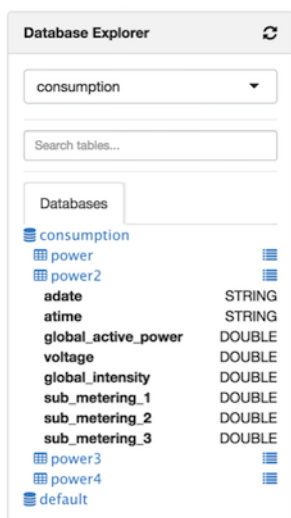 Database Explorer
consumption
Search tables...
Databases
consumption
power
power2
adate STRING
atime STRING
global_active_power DOUBLE
voltage DOUBLE
global_intensity DOUBLE
sub_metering_1 DOUBLE
sub_metering_2 DOUBLE
sub_metering_3 DOUBLE
power3
power4
default